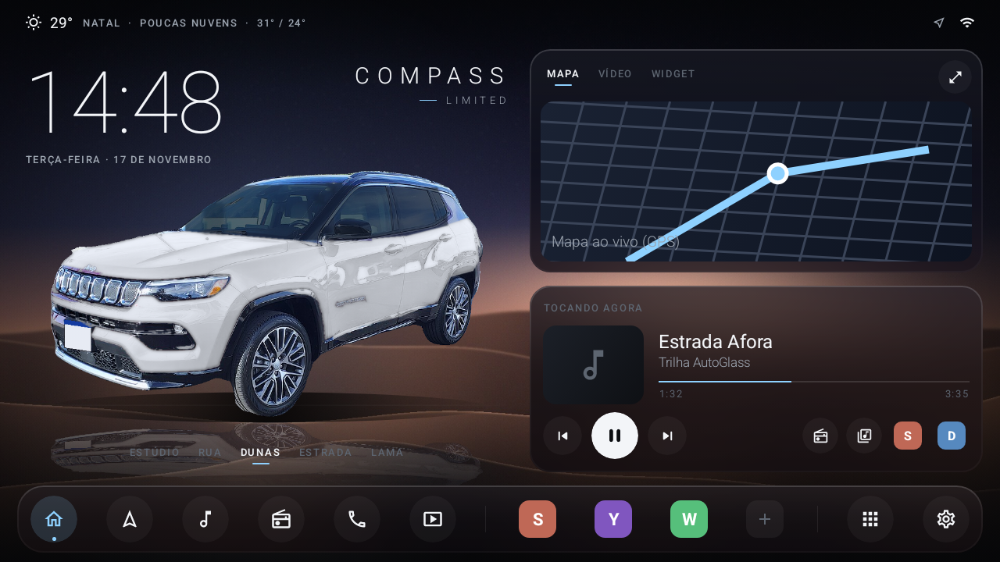 29° NATAL · POUCAS NUVENS · 31° / 24°
14:48
TERÇA-FEIRA · 17 DE NOVEMBRO
COMPASS
LIMITED
MAPA VÍDEO WIDGET
Mapa ao vivo (GPS)
TOCANDO AGORA
Estrada Afora
Trilha AutoGlass
1:32 3:35
S D
ESTÚDIO RUA DUNAS ESTRADA LAMA
S Y W